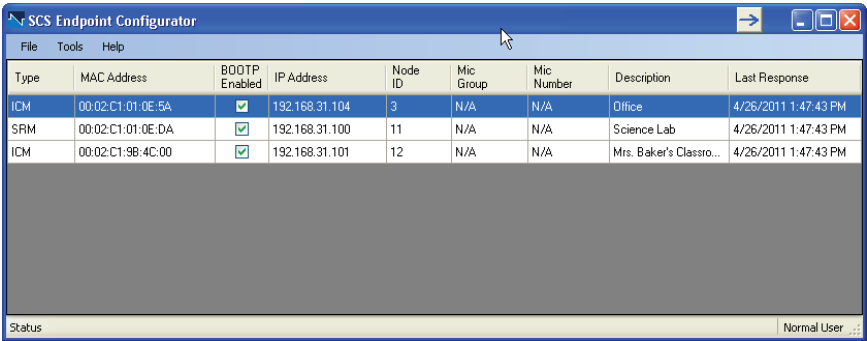 SCS Endpoint Configurator
File Tools Help
Type MAC Address BOOTP Enabled IP Address Node ID Mic Group Mic Number Description Last Response
ICM 00:02:C1:01:0E:5A 192.168.31.104 3 N/A N/A Office 4/26/2011 1:47:43 PM
SRM 00:02:C1:01:0E:DA 192.168.31.100 11 N/A N/A Science Lab 4/26/2011 1:47:43 PM
ICM 00:02:C1:9B:4C:00 192.168.31.101 12 N/A N/A Mrs. Baker's Classro... 4/26/2011 1:47:43 PM
Status Normal User